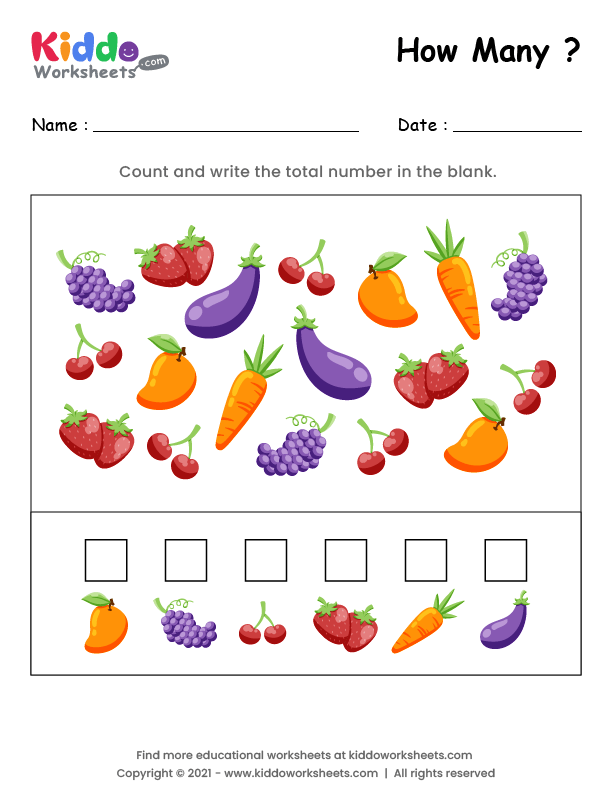 Kiddo
Worksheets.com
How Many ?
Name :
Date :
Count and write the total number in the blank.
Find more educational worksheets at kiddoworksheets.com
Copyright © 2021 - www.kiddoworksheets.com | All rights reserved